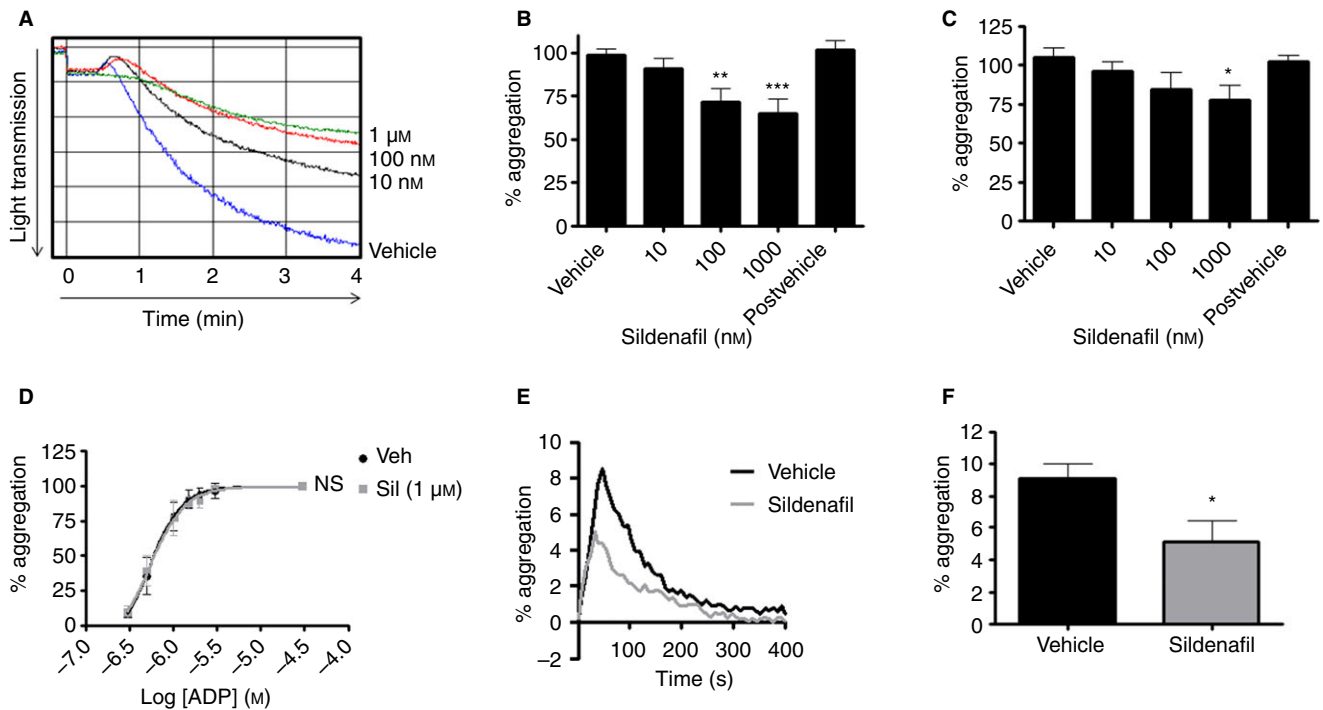 A
Light transmission
1 µM
100 nM
10 nM
Vehicle
0 1 2 3 4
Time (min)
B
% aggregation
100
75
50
25
0
**
***
Vehicle
10
100
1000
Postvehicle
Sildenafil (nM)
C
% aggregation
125
100
75
50
25
0
*
Vehicle
10
100
1000
Postvehicle
Sildenafil (nM)
D
% aggregation
125
100
75
50
25
0
Veh
Sil (1 µM)
NS
–7.0
–6.5
–6.0
–5.5
–5.0
–4.5
–4.0
Log [ADP] (M)
E
% aggregation
10
8
6
4
2
0
–2
Vehicle
Sildenafil
100 200 300 400
Time (s)
F
% aggregation
12
10
8
6
4
2
0
*
Vehicle
Sildenafil